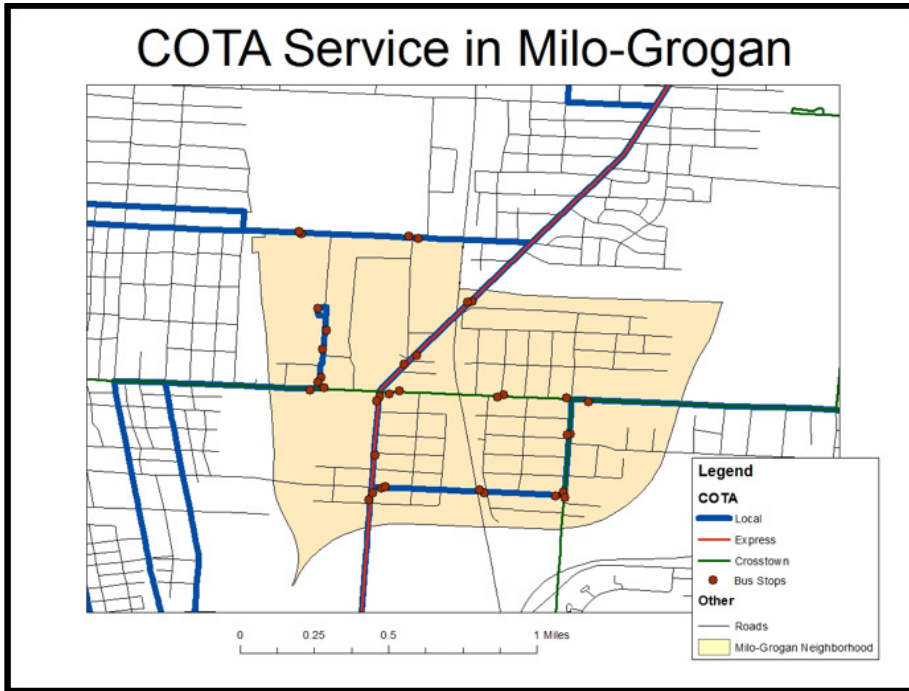 COTA Service in Milo-Grogan
Legend
COTA
Local
Express
Crosstown
Bus Stops
Other
Roads
Milo-Grogan Neighborhood
0 0.25 0.5 1 Miles